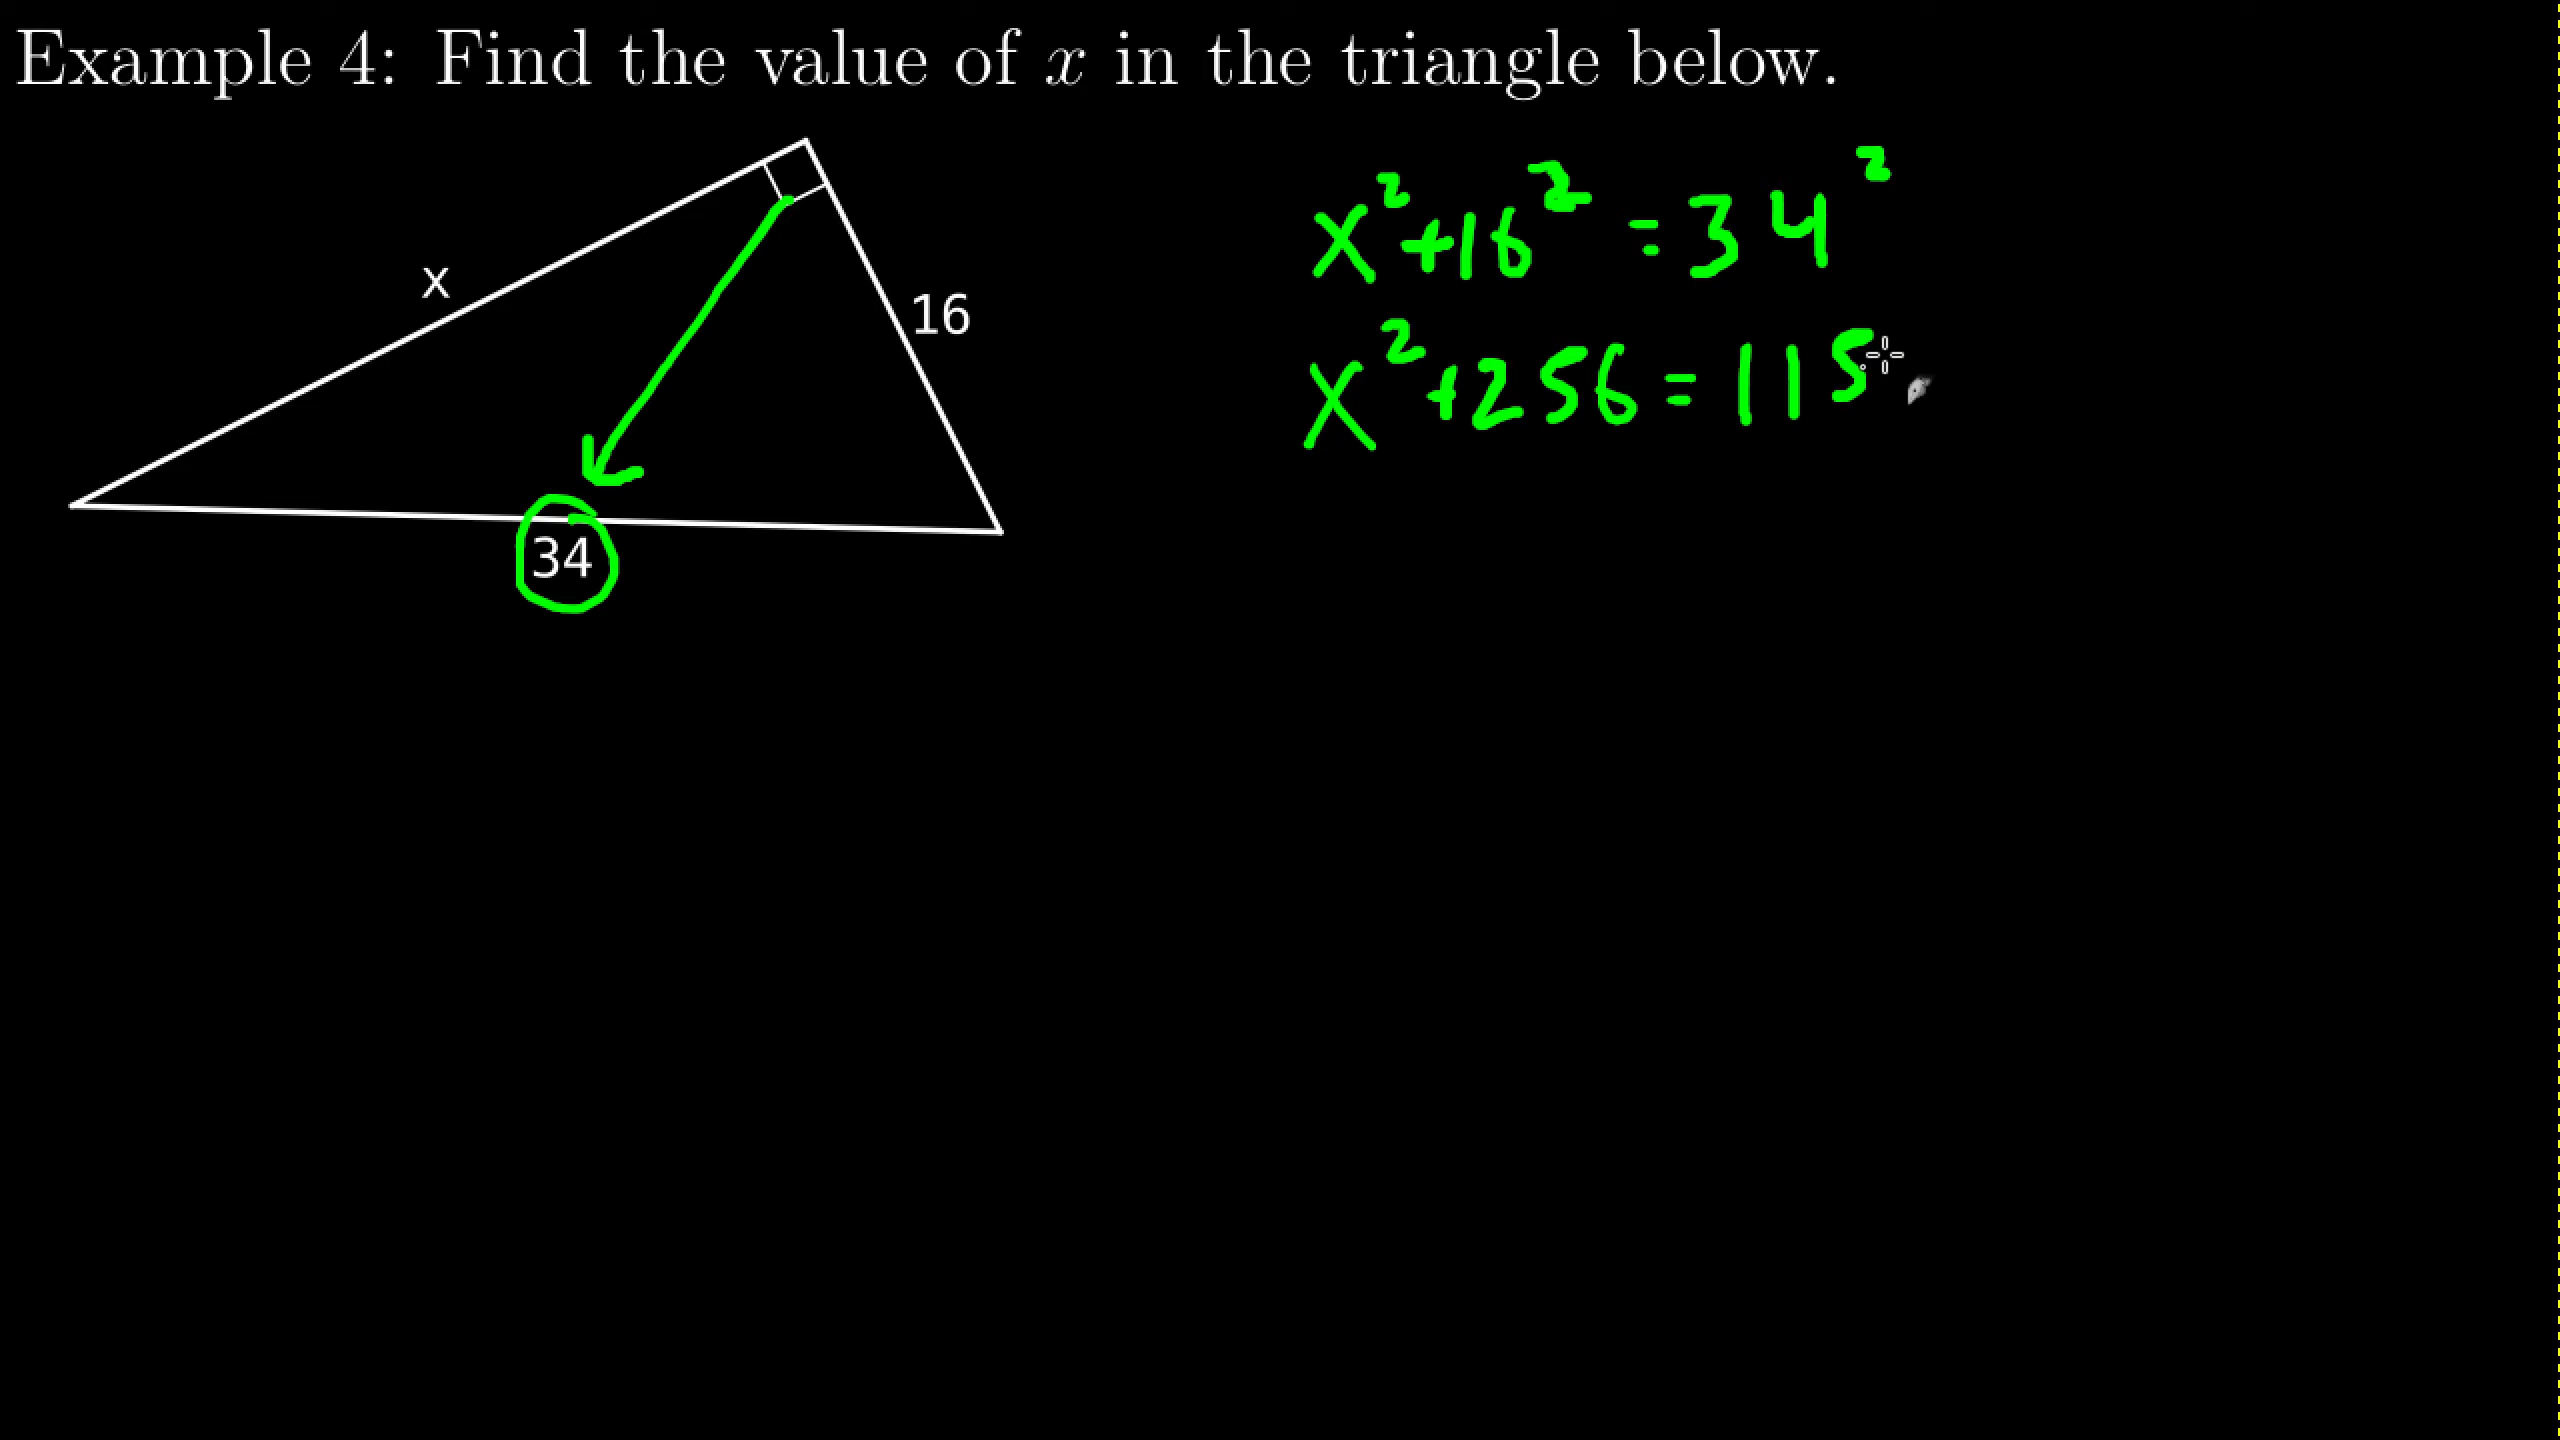 Example 4: Find the value of x in the triangle below.
x
16
34
x²+16²=34²
x²+256=115